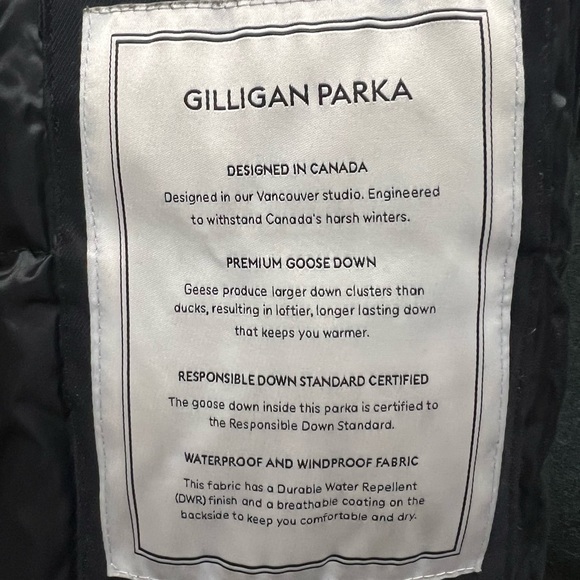 GILLIGAN PARKA
DESIGNED IN CANADA
Designed in our Vancouver studio. Engineered
to withstand Canada's harsh winters.
PREMIUM GOOSE DOWN
Geese produce larger down clusters than
ducks, resulting in loftier, longer lasting down
that keeps you warmer.
RESPONSIBLE DOWN STANDARD CERTIFIED
The goose down inside this parka is certified to
the Responsible Down Standard.
WATERPROOF AND WINDPROOF FABRIC
This fabric has a Durable Water Repellent
(DWR) finish and a breathable coating on the
backside to keep you comfortable and dry.